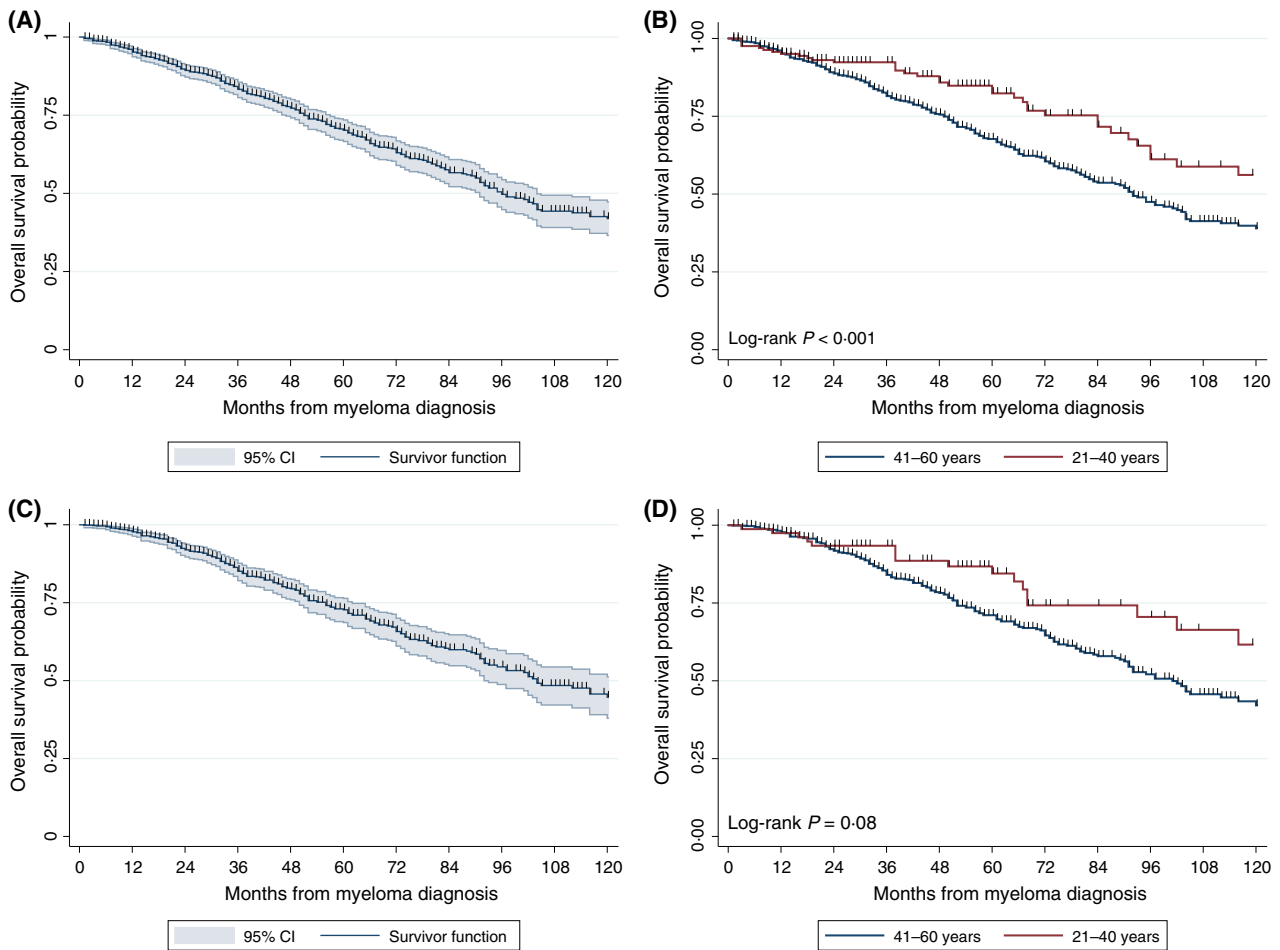 (A)
Overall survival probability
1
0·75
0·5
0·25
0
0 12 24 36 48 60 72 84 96 108 120
Months from myeloma diagnosis
95% CI Survivor function
(B)
Overall survival probability
1·00
0·75
0·50
0·25
0·00
Log-rank P < 0·001
0 12 24 36 48 60 72 84 96 108 120
Months from myeloma diagnosis
41–60 years 21–40 years
(C)
Overall survival probability
1
0·75
0·5
0·25
0
0 12 24 36 48 60 72 84 96 108 120
Months from myeloma diagnosis
95% CI Survivor function
(D)
Overall survival probability
1·00
0·75
0·50
0·25
0·00
Log-rank P = 0·08
0 12 24 36 48 60 72 84 96 108 120
Months from myeloma diagnosis
41–60 years 21–40 years